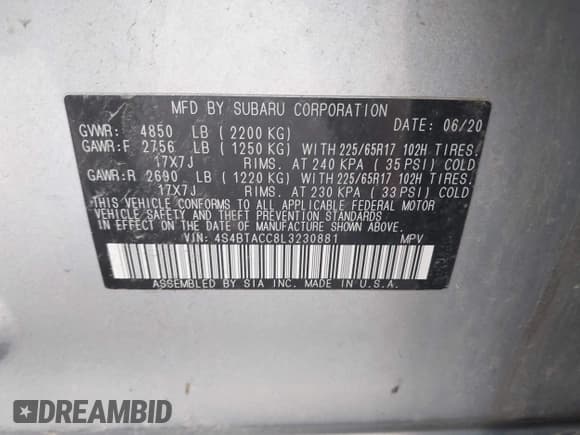 MFD BY SUBARU CORPORATION
GVWR: 4850 LB ( 2200 KG) DATE: 06/20
GAWR:F 2756 LB ( 1250 KG) WITH 225/65R17 102H TIRES.
17X7J RIMS. AT 240 KPA ( 35 PSI) COLD
GAWR:R 2690 LB ( 1220 KG) WITH 225/65R17 102H TIRES.
17X7J RIMS. AT 230 KPA ( 33 PSI) COLD
THIS VEHICLE CONFORMS TO ALL APPLICABLE FEDERAL MOTOR
VEHICLE SAFETY AND THEFT PREVENTION STANDARDS
IN EFFECT ON THE DATE OF MANUFACTURE SHOWN ABOVE.
VIN: 4S4BTACC8L3230881 MPV
ASSEMBLED BY SIA INC. MADE IN U.S.A.
DREAMBID